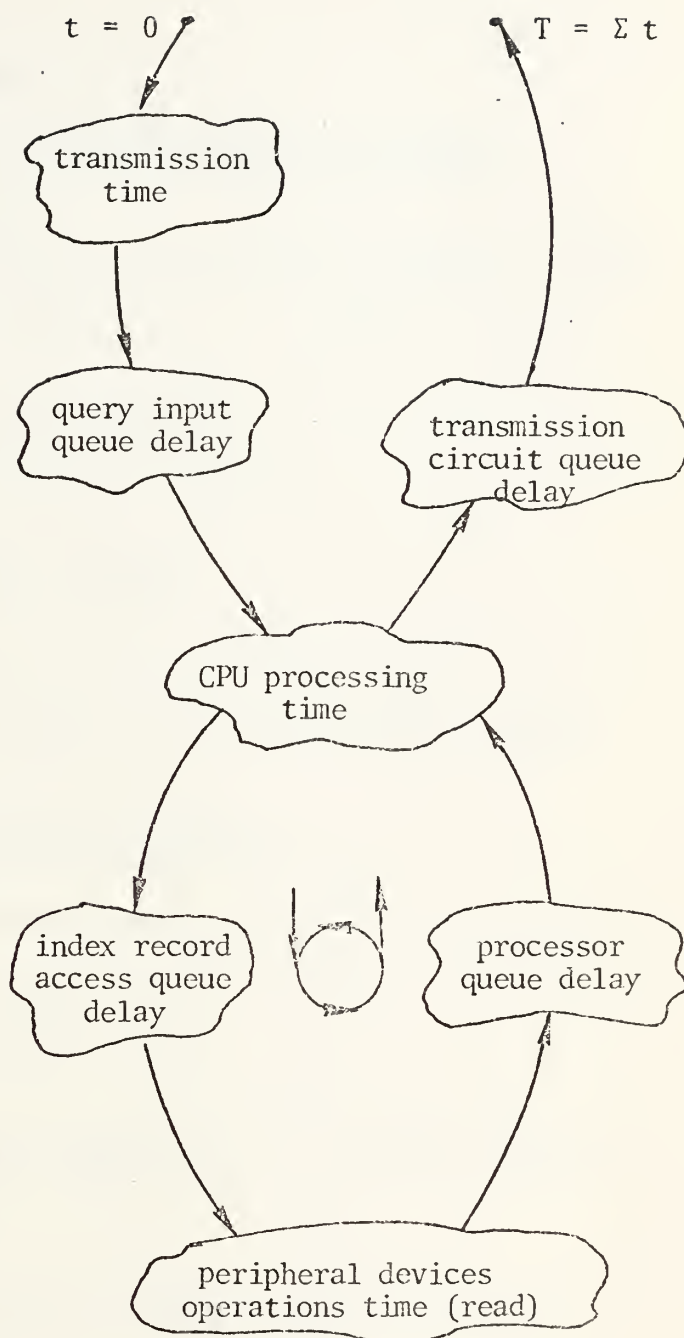 t = 0
T = Σ t
transmission
time
query input
queue delay
transmission
circuit queue
delay
CPU processing
time
index record
access queue
delay
processor
queue delay
peripheral devices
operations time (read)